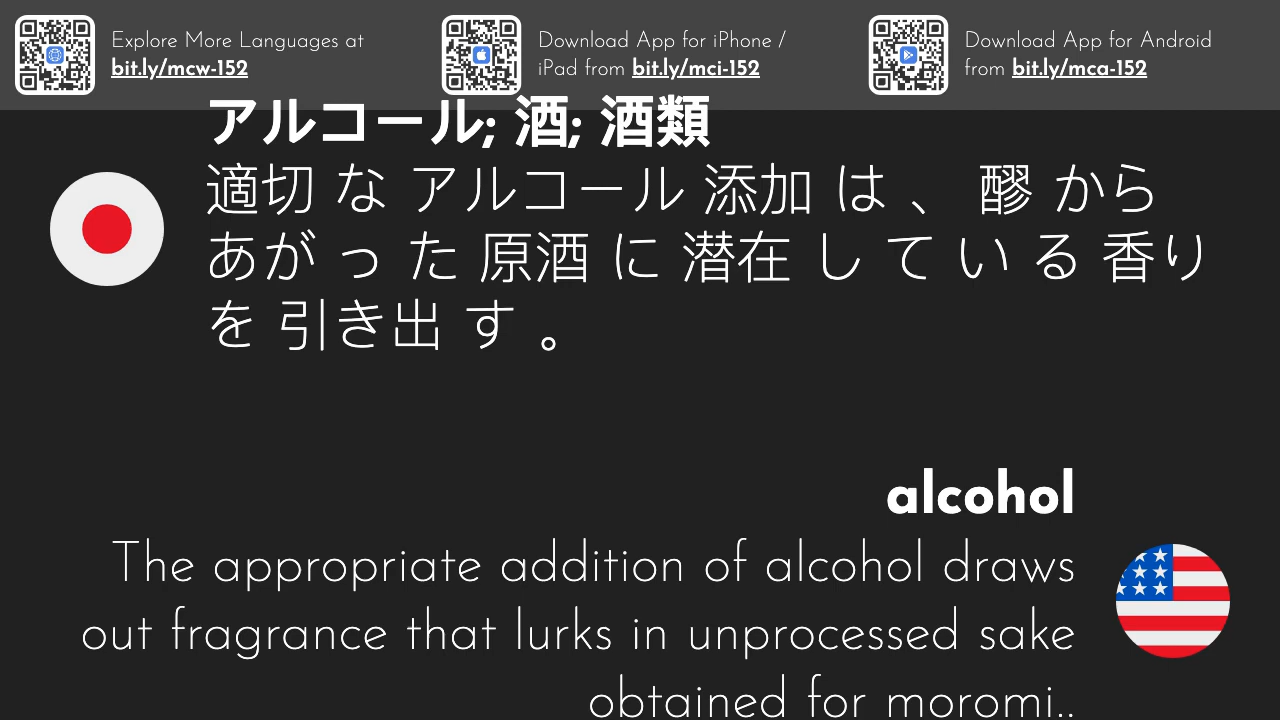 Explore More Languages at
bit.ly/mcw-152
Download App for iPhone /
iPad from bit.ly/mci-152
Download App for Android
from bit.ly/mca-152
アルコール; 酒; 酒類
適切 な アルコール 添加 は 、 醪 から
あが っ た 原酒 に 潜在 し て い る 香り
を 引き出 す 。
alcohol
The appropriate addition of alcohol draws
out fragrance that lurks in unprocessed sake
obtained for moromi..